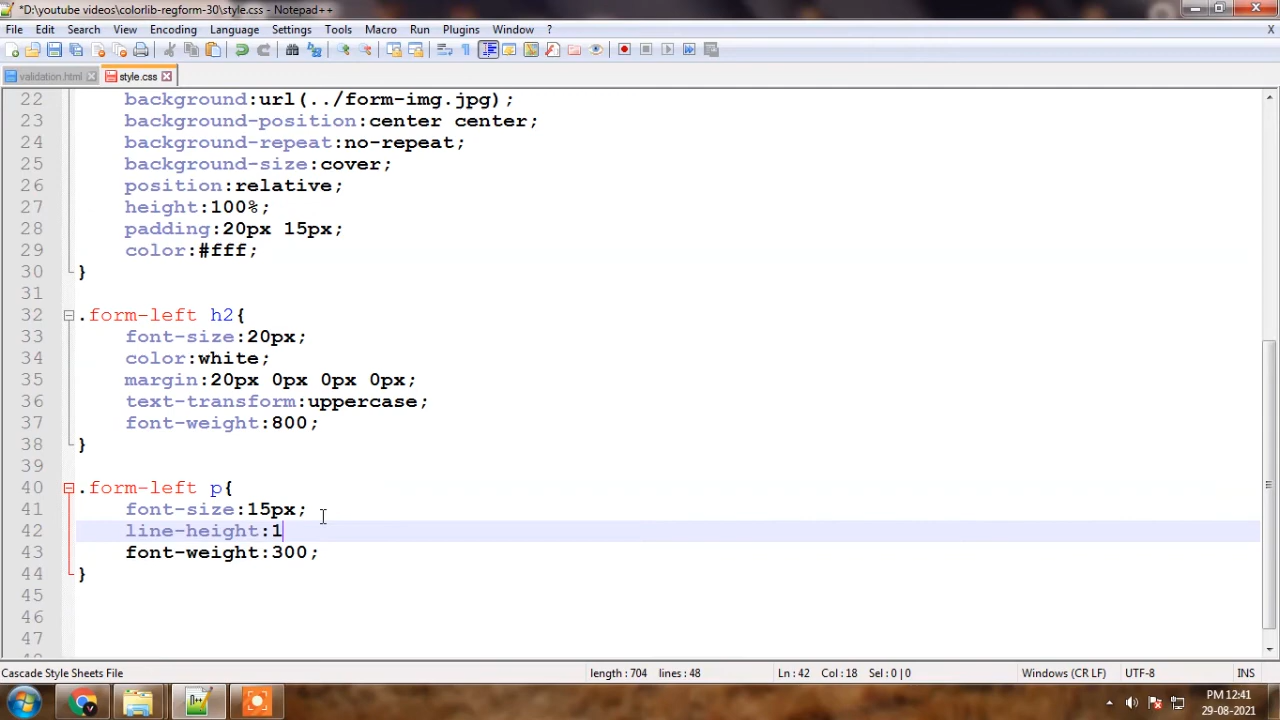 *D:\youtube videos\colorlib-regform-30\style.css - Notepad++
File Edit Search View Encoding Language Settings Tools Macro Run Plugins Window ? X
validation.html style.css
22 background:url(../form-img.jpg);
23 background-position:center center;
24 background-repeat:no-repeat;
25 background-size:cover;
26 position:relative;
27 height:100%;
28 padding:20px 15px;
29 color:#fff;
30 }
31
32 .form-left h2{
33 font-size:20px;
34 color:white;
35 margin:20px 0px 0px 0px;
36 text-transform:uppercase;
37 font-weight:800;
38 }
39
40 .form-left p{
41 font-size:15px;
42 line-height:1
43 font-weight:300;
44 }
45
46
47
Cascade Style Sheets File length : 704 lines : 48 Ln : 42 Col : 18 Sel : 0 | 0 Windows (CR LF) UTF-8 INS
PM 12:41
29-08-2021